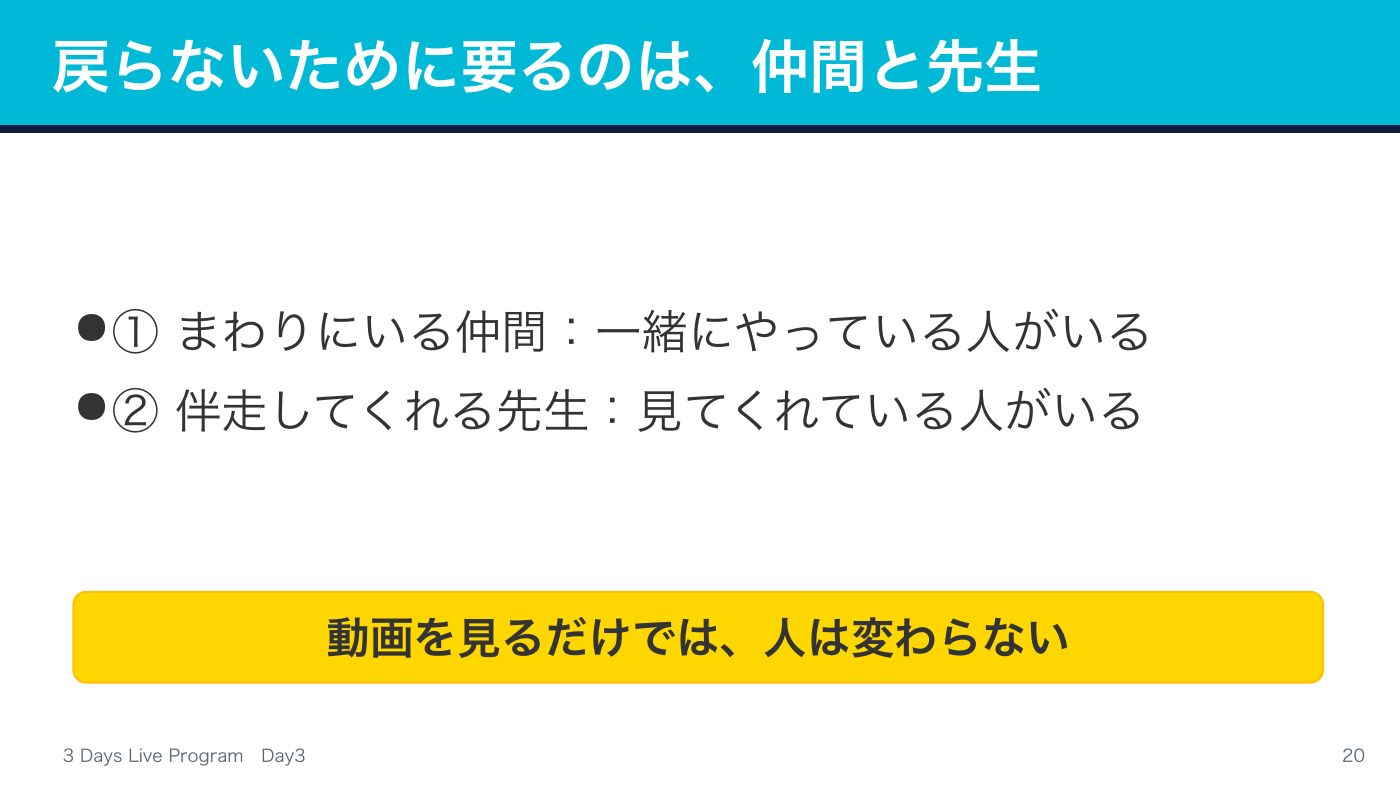 戻らないために要るのは、仲間と先生
●① まわりにいる仲間：一緒にやっている人がいる
●② 伴走してくれる先生：見てくれている人がいる
動画を見るだけでは、人は変わらない
3 Days Live Program　Day3
20